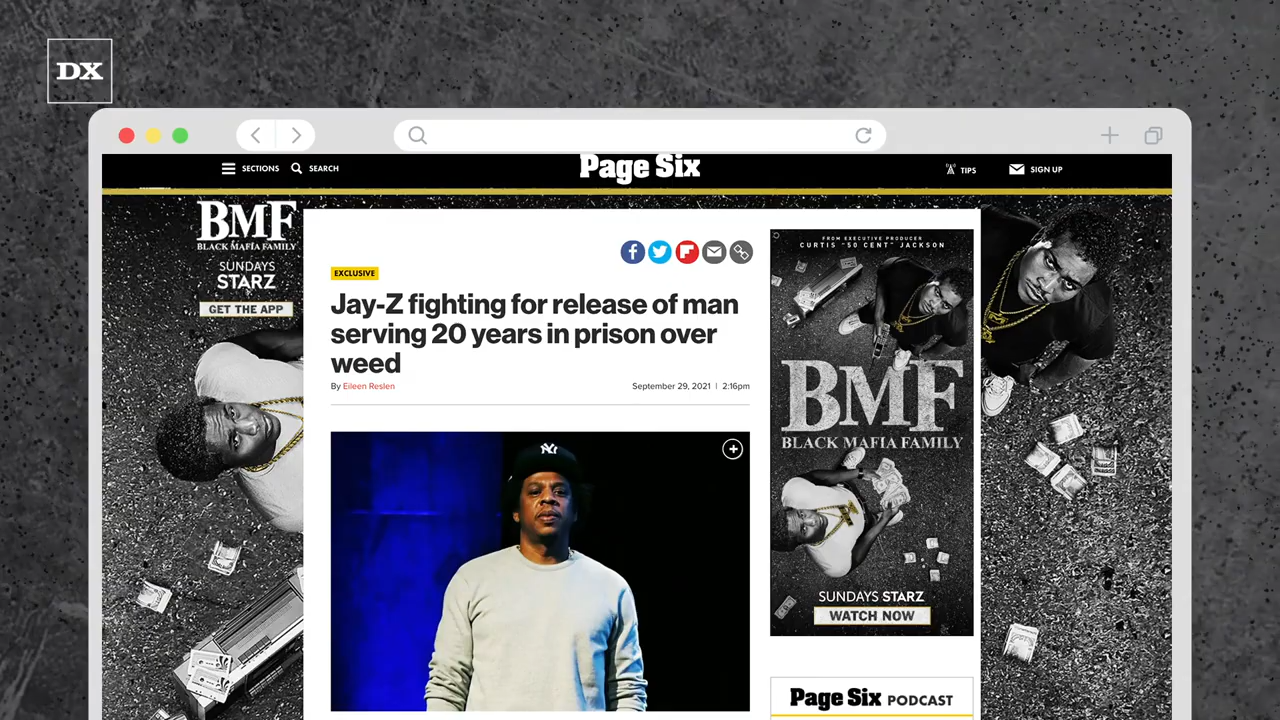 DX
SECTIONS
SEARCH
Page Six
TIPS
SIGN UP
BMF
BLACK MAFIA FAMILY
SUNDAYS
STARZ
GET THE APP
EXCLUSIVE
Jay-Z fighting for release of man
serving 20 years in prison over
weed
By Eileen Reslen
September 29, 2021 | 2:16pm
NY
FROM EXECUTIVE PRODUCER
CURTIS "50 CENT" JACKSON
BMF
BLACK MAFIA FAMILY
SUNDAYS STARZ
WATCH NOW
Page Six PODCAST